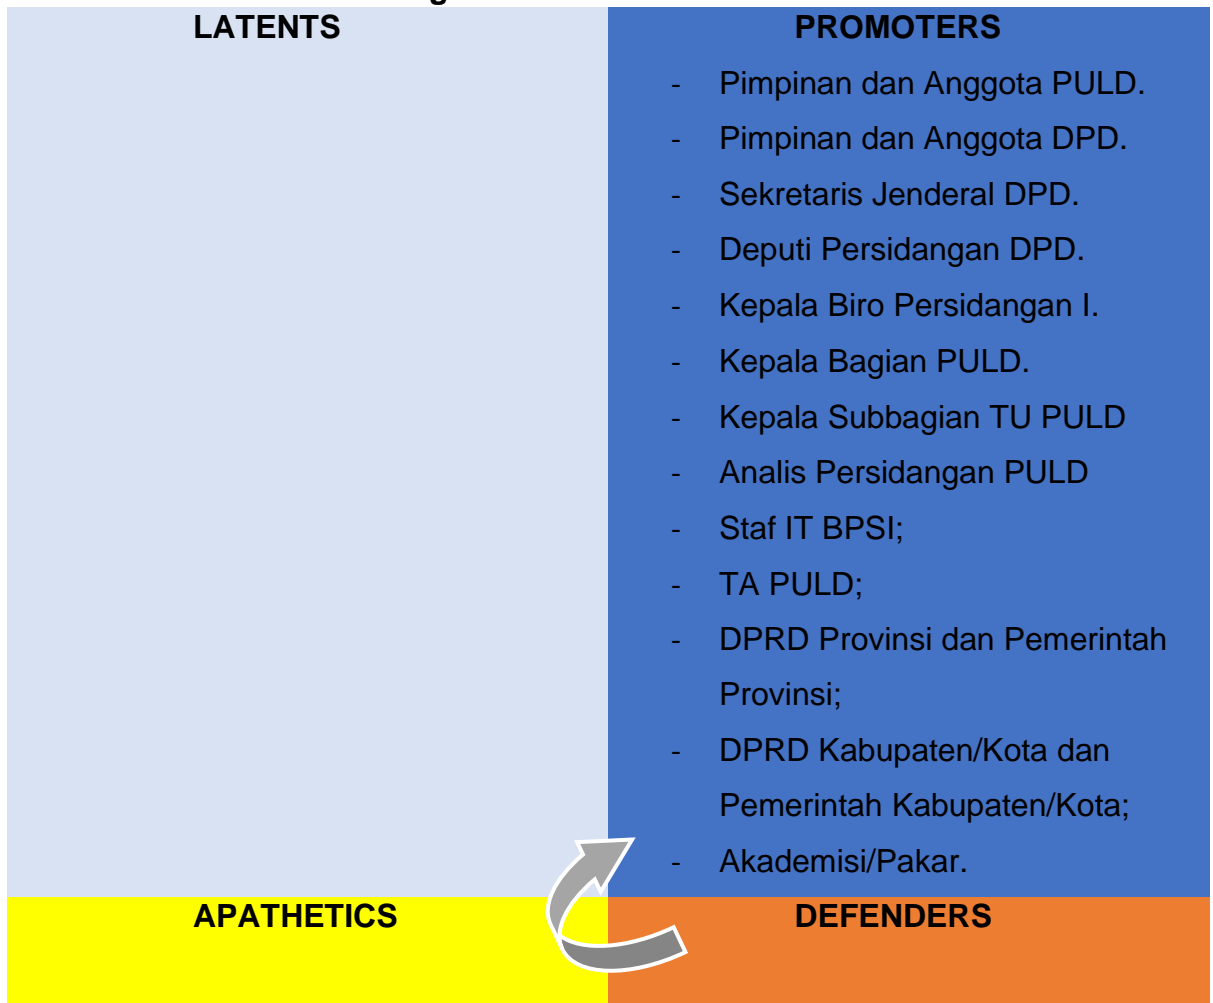 LATENTS
PROMOTERS
- Pimpinan dan Anggota PULD.
- Pimpinan dan Anggota DPD.
- Sekretaris Jenderal DPD.
- Deputi Persidangan DPD.
- Kepala Biro Persidangan I.
- Kepala Bagian PULD.
- Kepala Subbagian TU PULD
- Analis Persidangan PULD
- Staf IT BPSI;
- TA PULD;
- DPRD Provinsi dan Pemerintah
Provinsi;
- DPRD Kabupaten/Kota dan
Pemerintah Kabupaten/Kota;
- Akademisi/Pakar.
APATHETICS
DEFENDERS